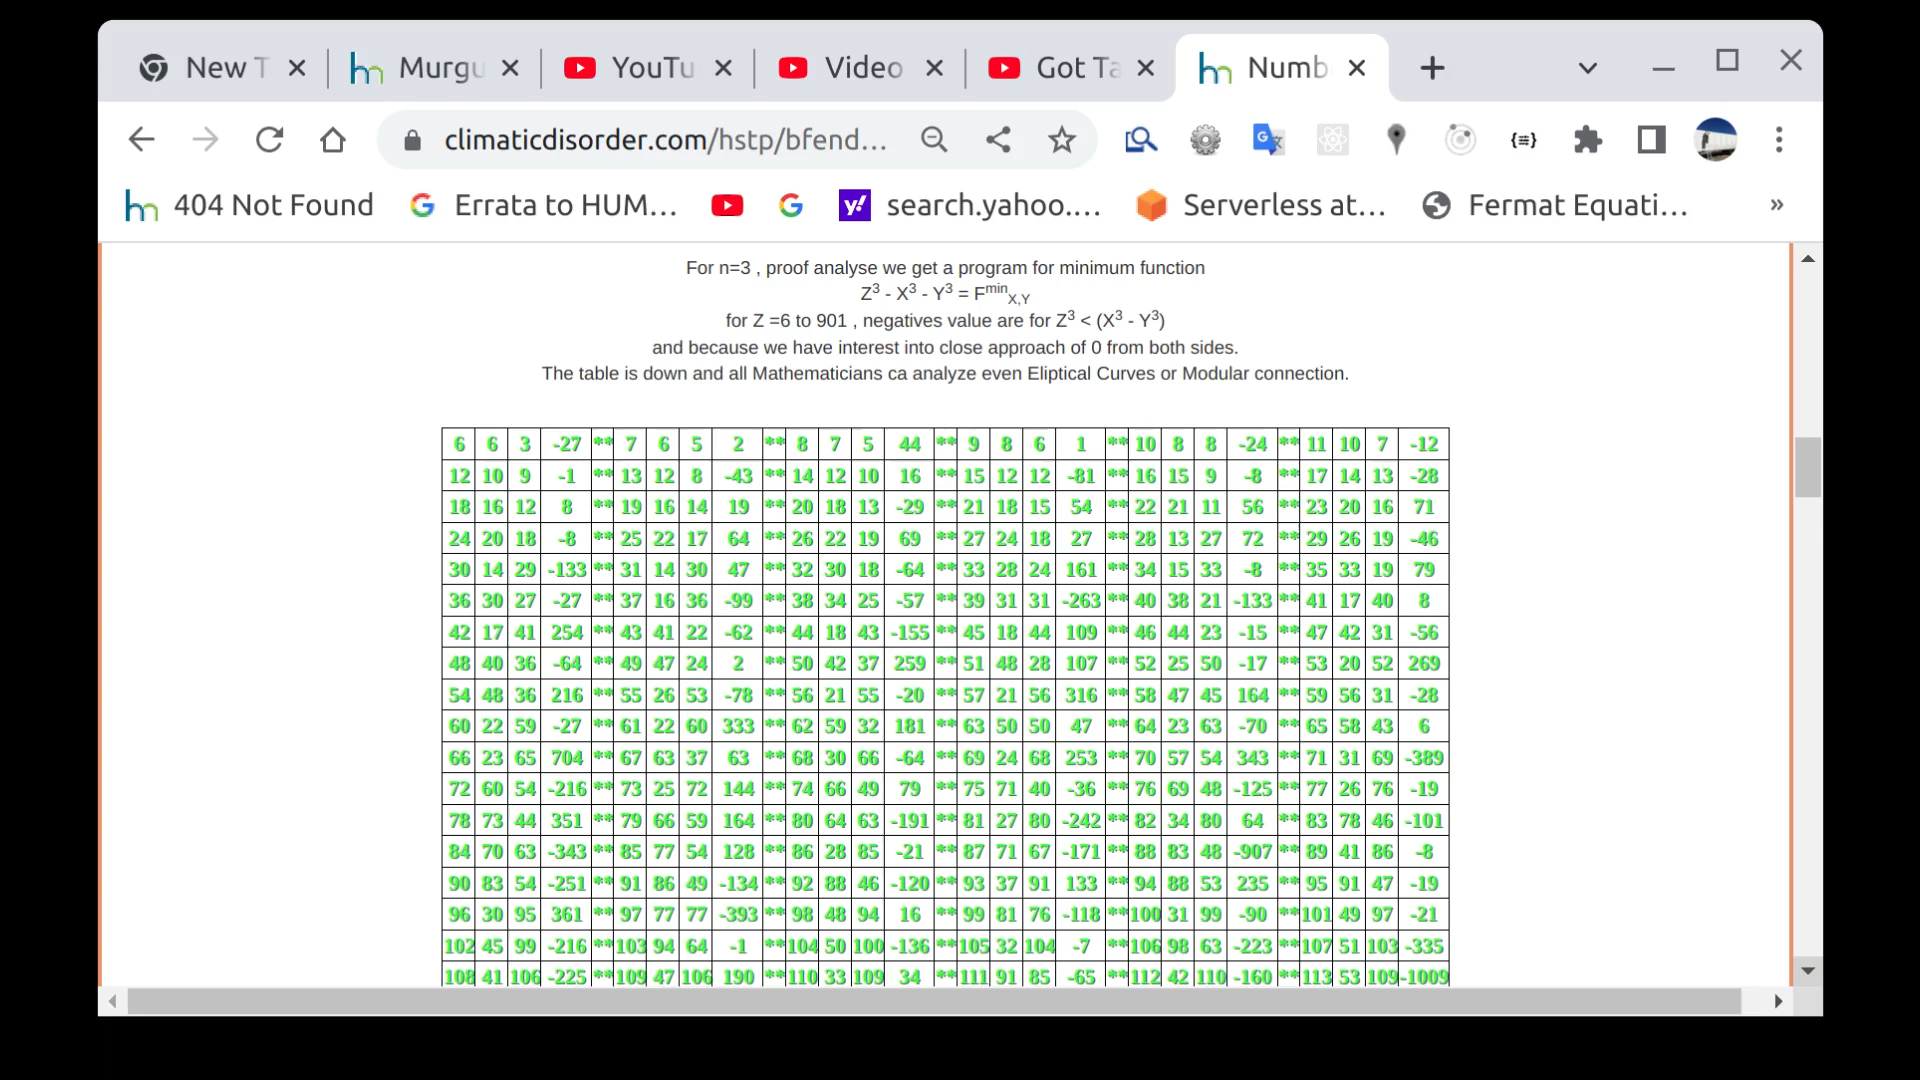 New T
Murgu
YouTu
Video
Got Ta
Numb
climaticdisorder.com/hstp/bfend...
404 Not Found
Errata to HUM...
search.yahoo....
Serverless at...
Fermat Equati...
»
For n=3 , proof analyse we get a program for minimum function
Z³ - X³ - Y³ = F^min_X,Y
for Z =6 to 901 , negatives value are for Z³ < (X³ - Y³)
and because we have interest into close approach of 0 from both sides.
The table is down and all Mathematicians ca analyze even Eliptical Curves or Modular connection.
6 6 3 -27 ** 7 6 5 2 ** 8 7 5 44 ** 9 8 6 1 ** 10 8 8 -24 ** 11 10 7 -12
12 10 9 -1 ** 13 12 8 -43 ** 14 12 10 16 ** 15 12 12 -81 ** 16 15 9 -8 ** 17 14 13 -28
18 16 12 8 ** 19 16 14 19 ** 20 18 13 -29 ** 21 18 15 54 ** 22 21 11 56 ** 23 20 16 71
24 20 18 -8 ** 25 22 17 64 ** 26 22 19 69 ** 27 24 18 27 ** 28 13 27 72 ** 29 26 19 -46
30 14 29 -133 ** 31 14 30 47 ** 32 30 18 -64 ** 33 28 24 161 ** 34 15 33 -8 ** 35 33 19 79
36 30 27 -27 ** 37 16 36 -99 ** 38 34 25 -57 ** 39 31 31 -263 ** 40 38 21 -133 ** 41 17 40 8
42 17 41 254 ** 43 41 22 -62 ** 44 18 43 -155 ** 45 18 44 109 ** 46 44 23 -15 ** 47 42 31 -56
48 40 36 -64 ** 49 47 24 2 ** 50 42 37 259 ** 51 48 28 107 ** 52 25 50 -17 ** 53 20 52 269
54 48 36 216 ** 55 26 53 -78 ** 56 21 55 -20 ** 57 21 56 316 ** 58 47 45 164 ** 59 56 31 -28
60 22 59 -27 ** 61 22 60 333 ** 62 59 32 181 ** 63 50 50 47 ** 64 23 63 -70 ** 65 58 43 6
66 23 65 704 ** 67 63 37 63 ** 68 30 66 -64 ** 69 24 68 253 ** 70 57 54 343 ** 71 31 69 -389
72 60 54 -216 ** 73 25 72 144 ** 74 66 49 79 ** 75 71 40 -36 ** 76 69 48 -125 ** 77 26 76 -19
78 73 44 351 ** 79 66 59 164 ** 80 64 63 -191 ** 81 27 80 -242 ** 82 34 80 64 ** 83 78 46 -101
84 70 63 -343 ** 85 77 54 128 ** 86 28 85 -21 ** 87 71 67 -171 ** 88 83 48 -907 ** 89 41 86 -8
90 83 54 -251 ** 91 86 49 -134 ** 92 88 46 -120 ** 93 37 91 133 ** 94 88 53 235 ** 95 91 47 -19
96 30 95 361 ** 97 77 77 -393 ** 98 48 94 16 ** 99 81 76 -118 ** 100 31 99 -90 ** 101 49 97 -21
102 45 99 -216 ** 103 94 64 -1 ** 104 50 100 -136 ** 105 32 104 -7 ** 106 98 63 -223 ** 107 51 103 -335
108 41 106 -225 ** 109 47 106 190 ** 110 33 109 34 ** 111 91 85 -65 ** 112 42 110 -160 ** 113 53 109 -1009